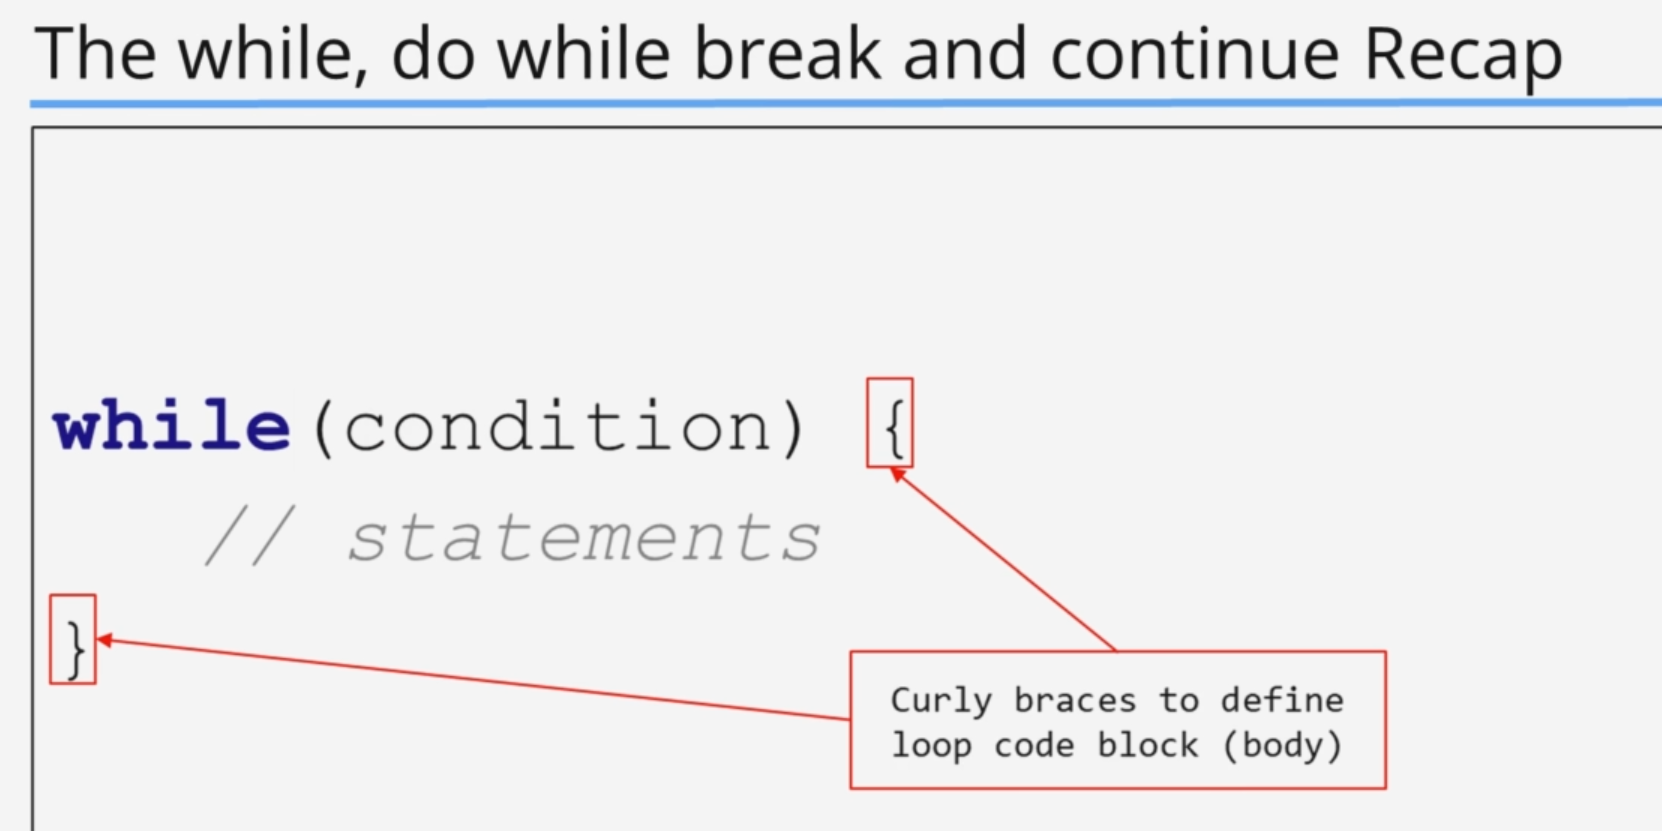 The while, do while break and continue Recap
while(condition) {
// statements
}
Curly braces to define
loop code block (body)